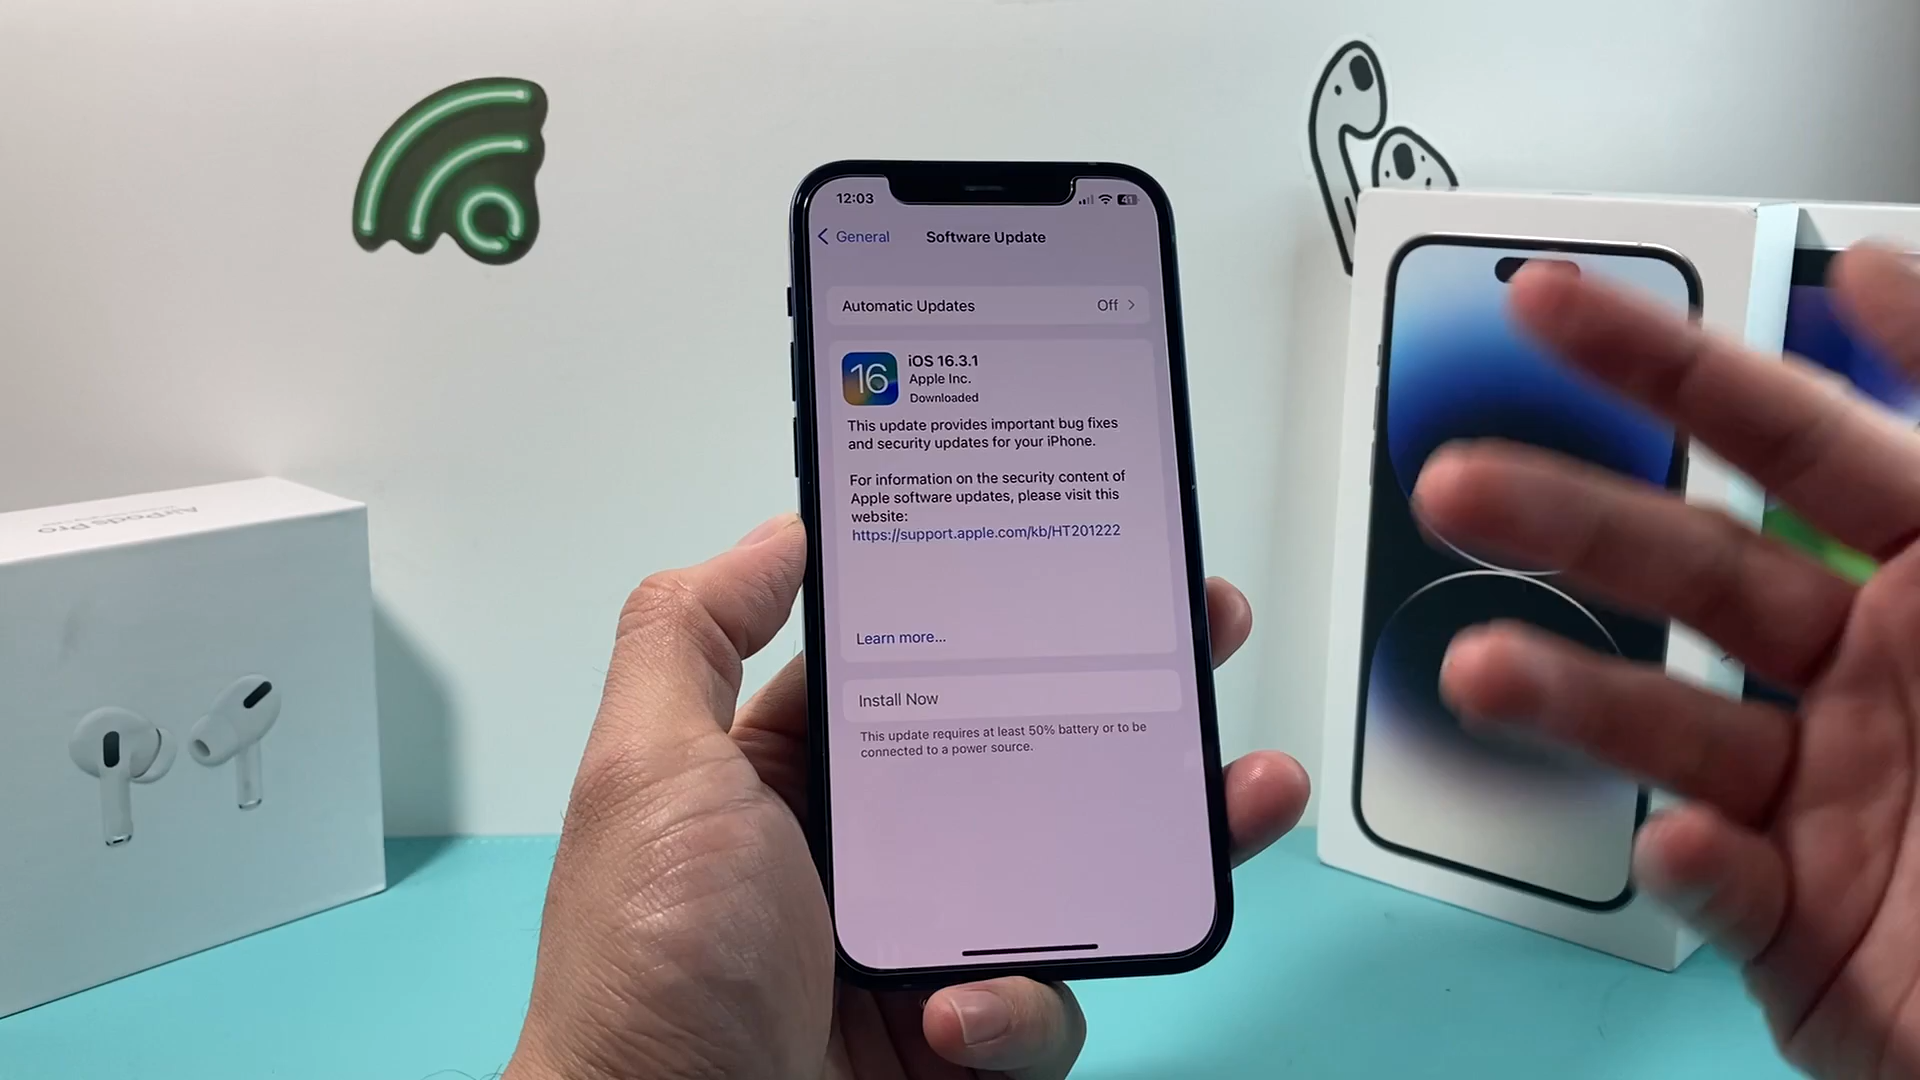 12:03
41
General
Software Update
Automatic Updates
Off
16
iOS 16.3.1
Apple Inc.
Downloaded
This update provides important bug fixes
and security updates for your iPhone.
For information on the security content of
Apple software updates, please visit this
website:
https://support.apple.com/kb/HT201222
Learn more...
Install Now
This update requires at least 50% battery or to be
connected to a power source.
AirPods Pro